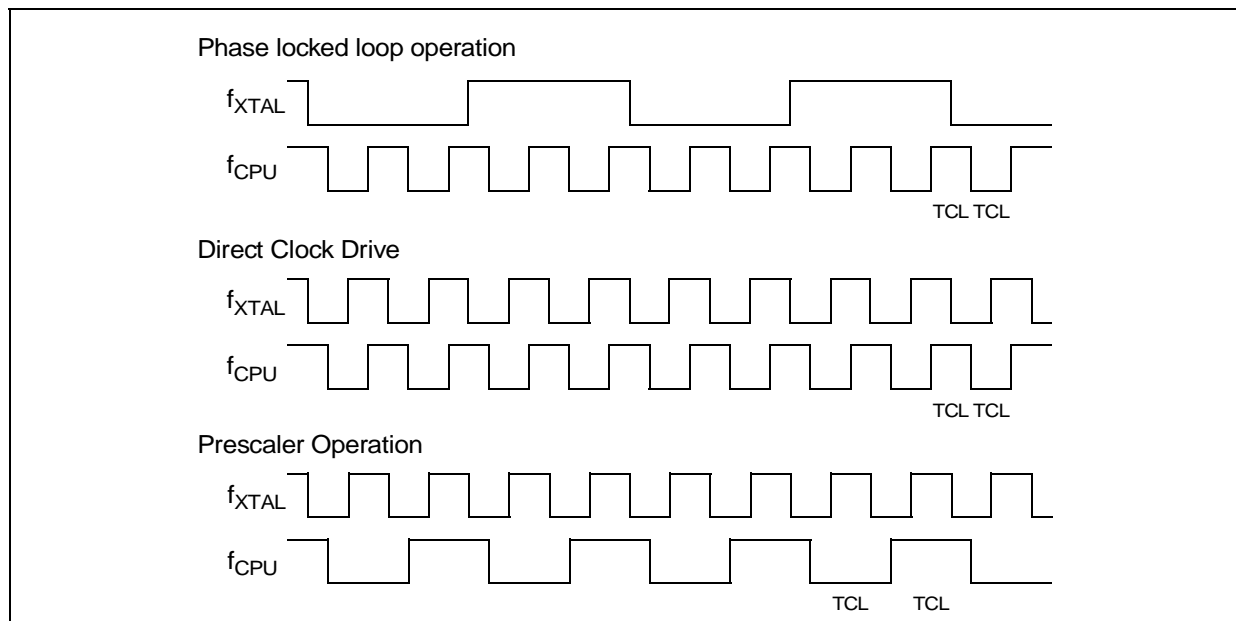 Phase locked loop operation
fXTAL
fCPU
TCL TCL
Direct Clock Drive
fXTAL
fCPU
TCL TCL
Prescaler Operation
fXTAL
fCPU
TCL TCL